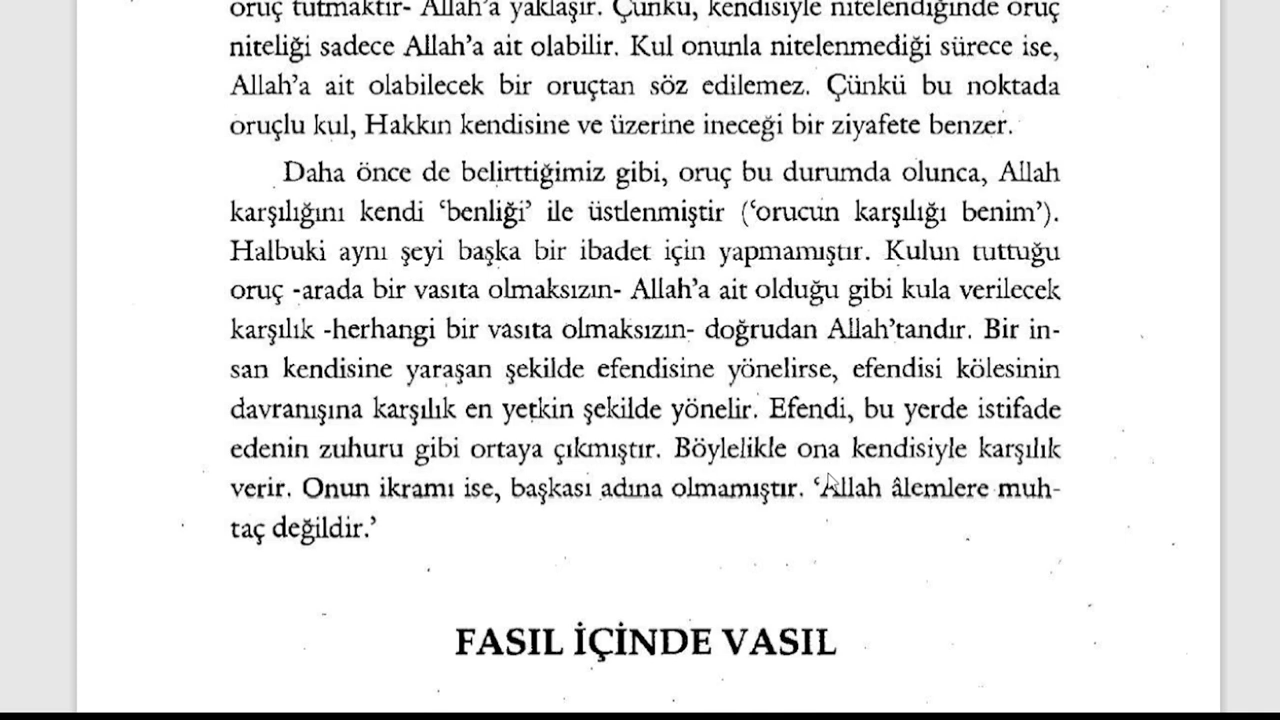 oruç tutmaktır- Allah'a yaklaşır. Çünkü, kendisiyle nitelendiğinde oruç
niteliği sadece Allah'a ait olabilir. Kul onunla nitelenmediği sürece ise,
Allah'a ait olabilecek bir oruçtan söz edilemez. Çünkü bu noktada
oruçlu kul, Hakkın kendisine ve üzerine ineceği bir ziyafete benzer.
Daha önce de belirttiğimiz gibi, oruç bu durumda olunca, Allah
karşılığını kendi 'benliği' ile üstlenmiştir ('orucun karşılığı benim').
Halbuki aynı şeyi başka bir ibadet için yapmamıştır. Kulun tuttuğu
oruç -arada bir vasıta olmaksızın- Allah'a ait olduğu gibi kula verilecek
karşılık -herhangi bir vasıta olmaksızın- doğrudan Allah'tandır. Bir in-
san kendisine yaraşan şekilde efendisine yönelirse, efendisi kölesinin
davranışına karşılık en yetkin şekilde yönelir. Efendi, bu yerde istifade
edenin zuhuru gibi ortaya çıkmıştır. Böylelikle ona kendisiyle karşılık
verir. Onun ikramı ise, başkası adına olmamıştır. 'Allah âlemlere muh-
taç değildir.'
FASIL İÇİNDE VASIL